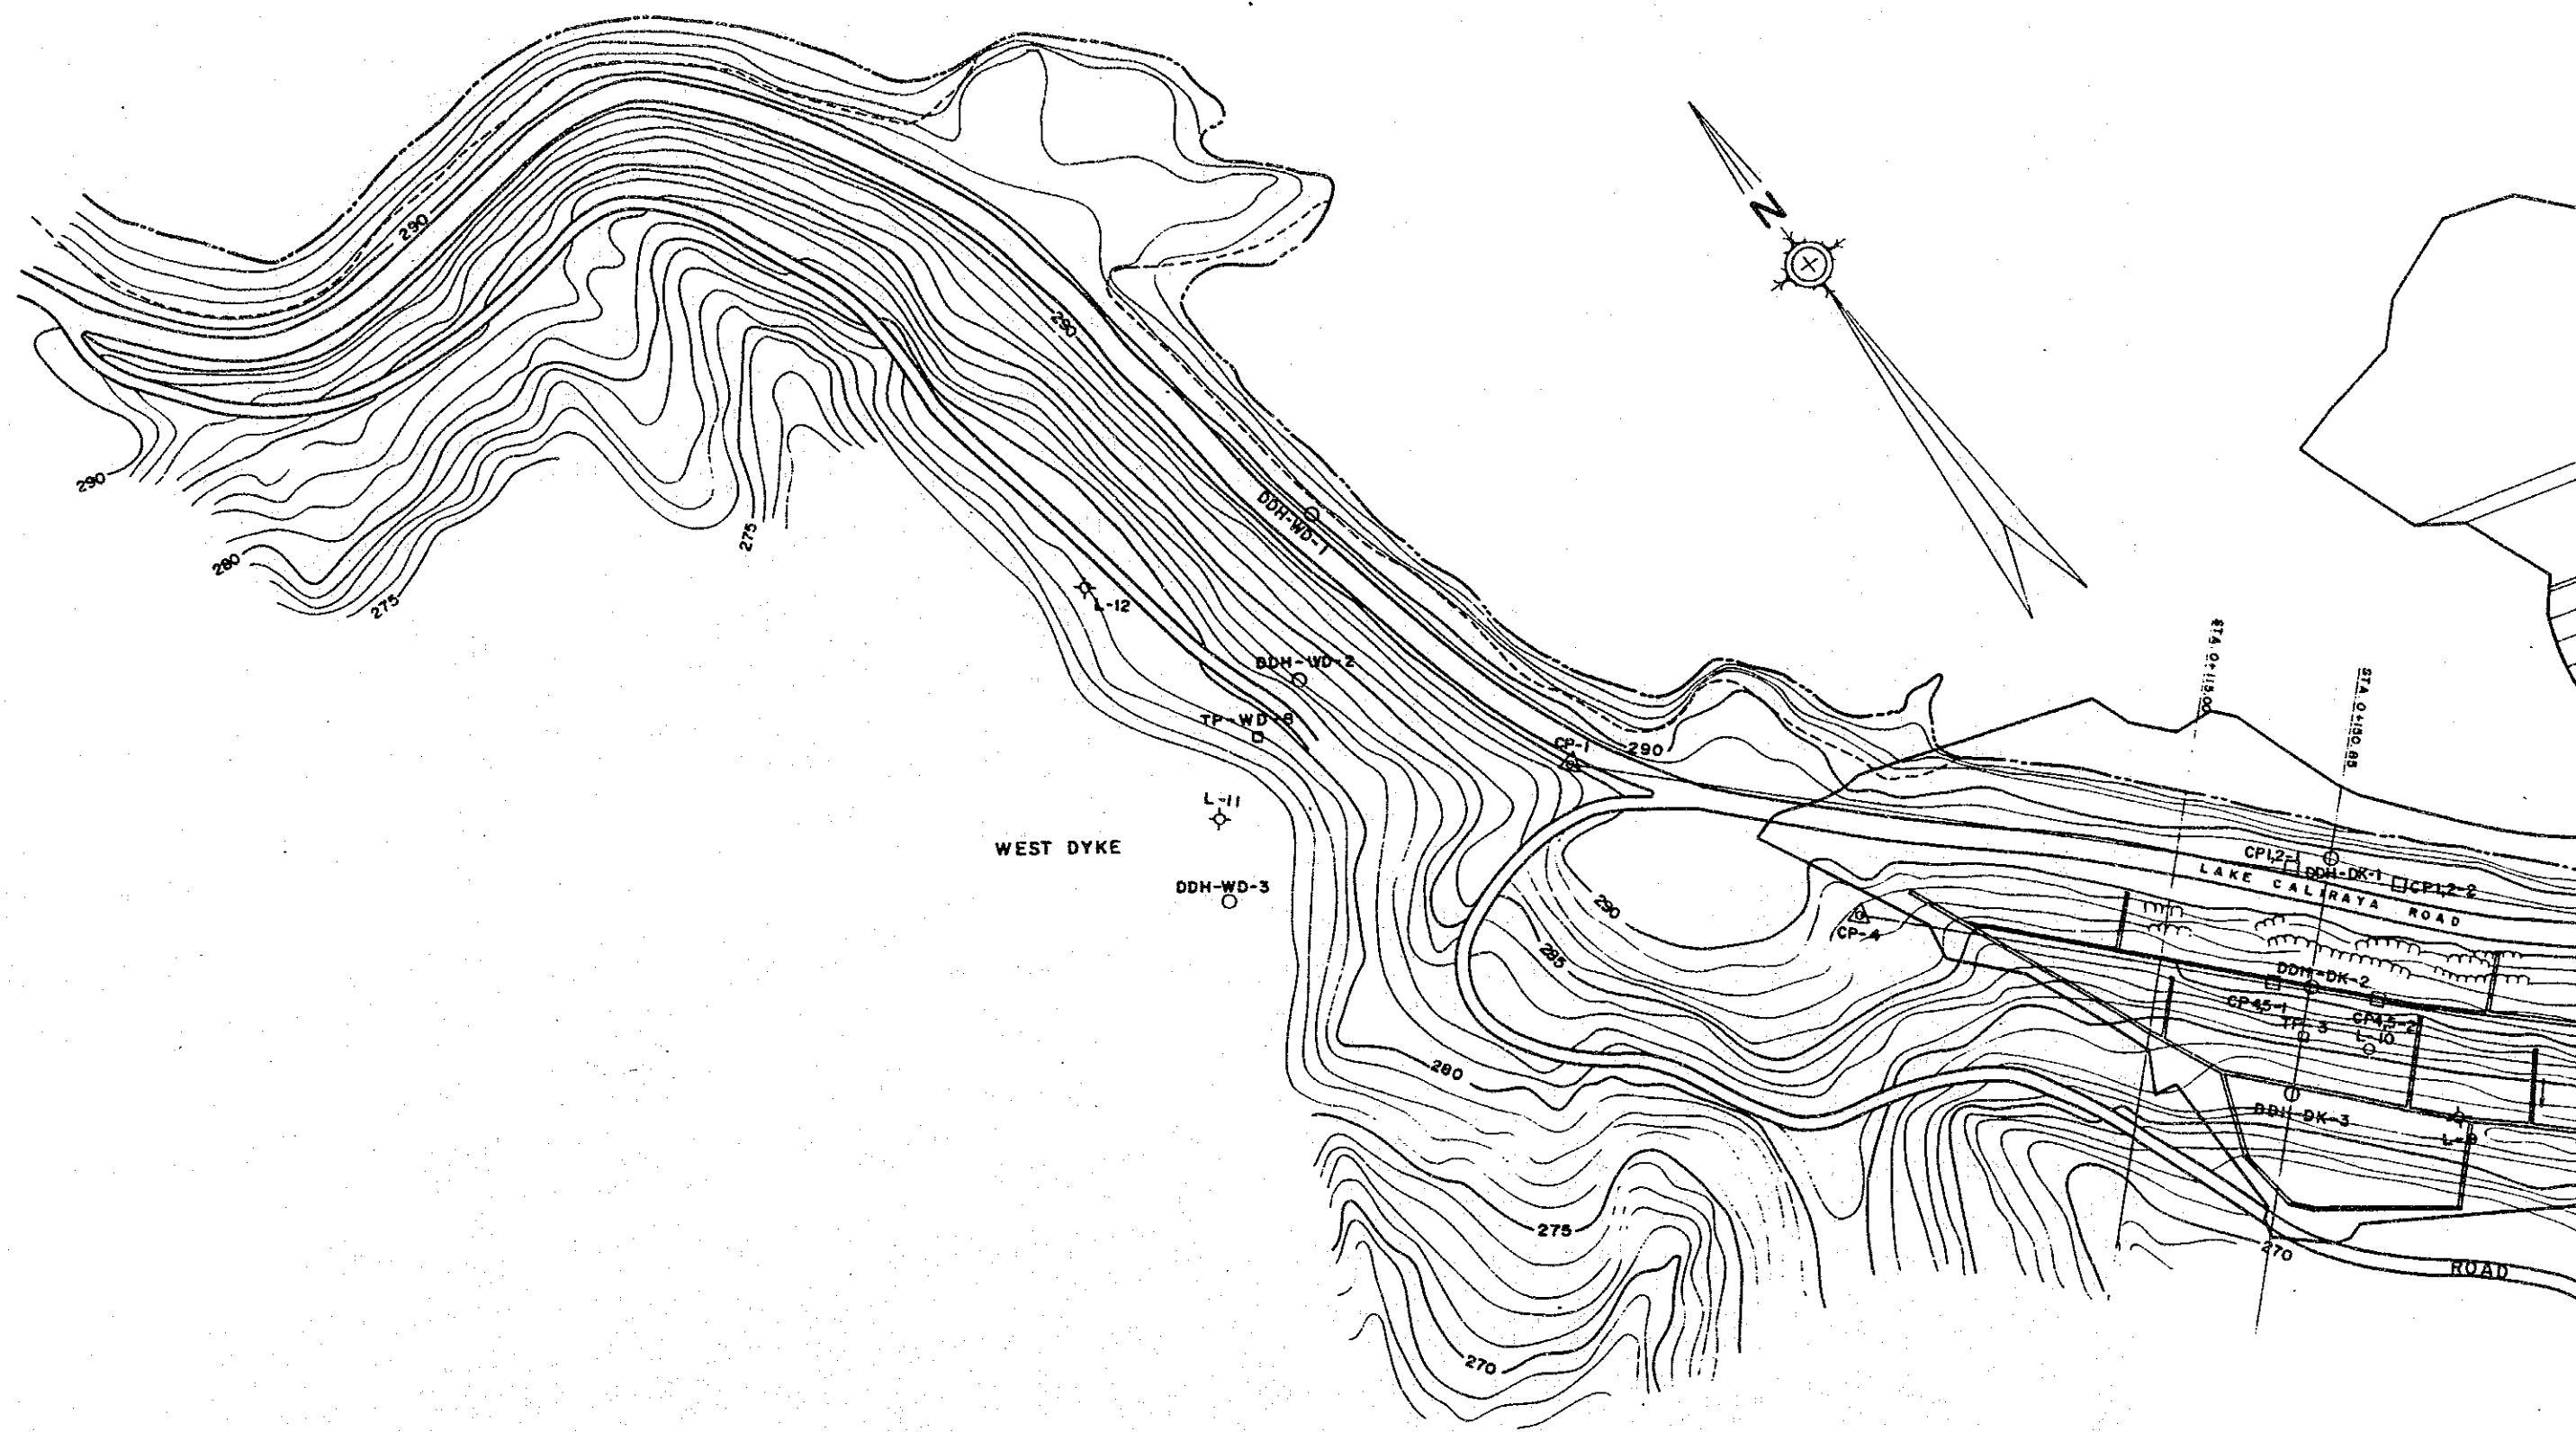 N
290
290
290
280
275
275
DDH-WD-1
L-12
DDH-WD-2
TP-WD-8
L-11
WEST DYKE
DDH-WD-3
CP-1
290
STA. 0+115.00
STA. 0+150.85
CP1,2-1
DDH-DK-1
CP1,2-2
LAKE CALIRAYA ROAD
290
CP-4
285
DDH-DK-2
CP4,5-1
CP4,5-2
TP-3
L-10
280
DDH-DK-3
L-9
275
270
270
ROAD